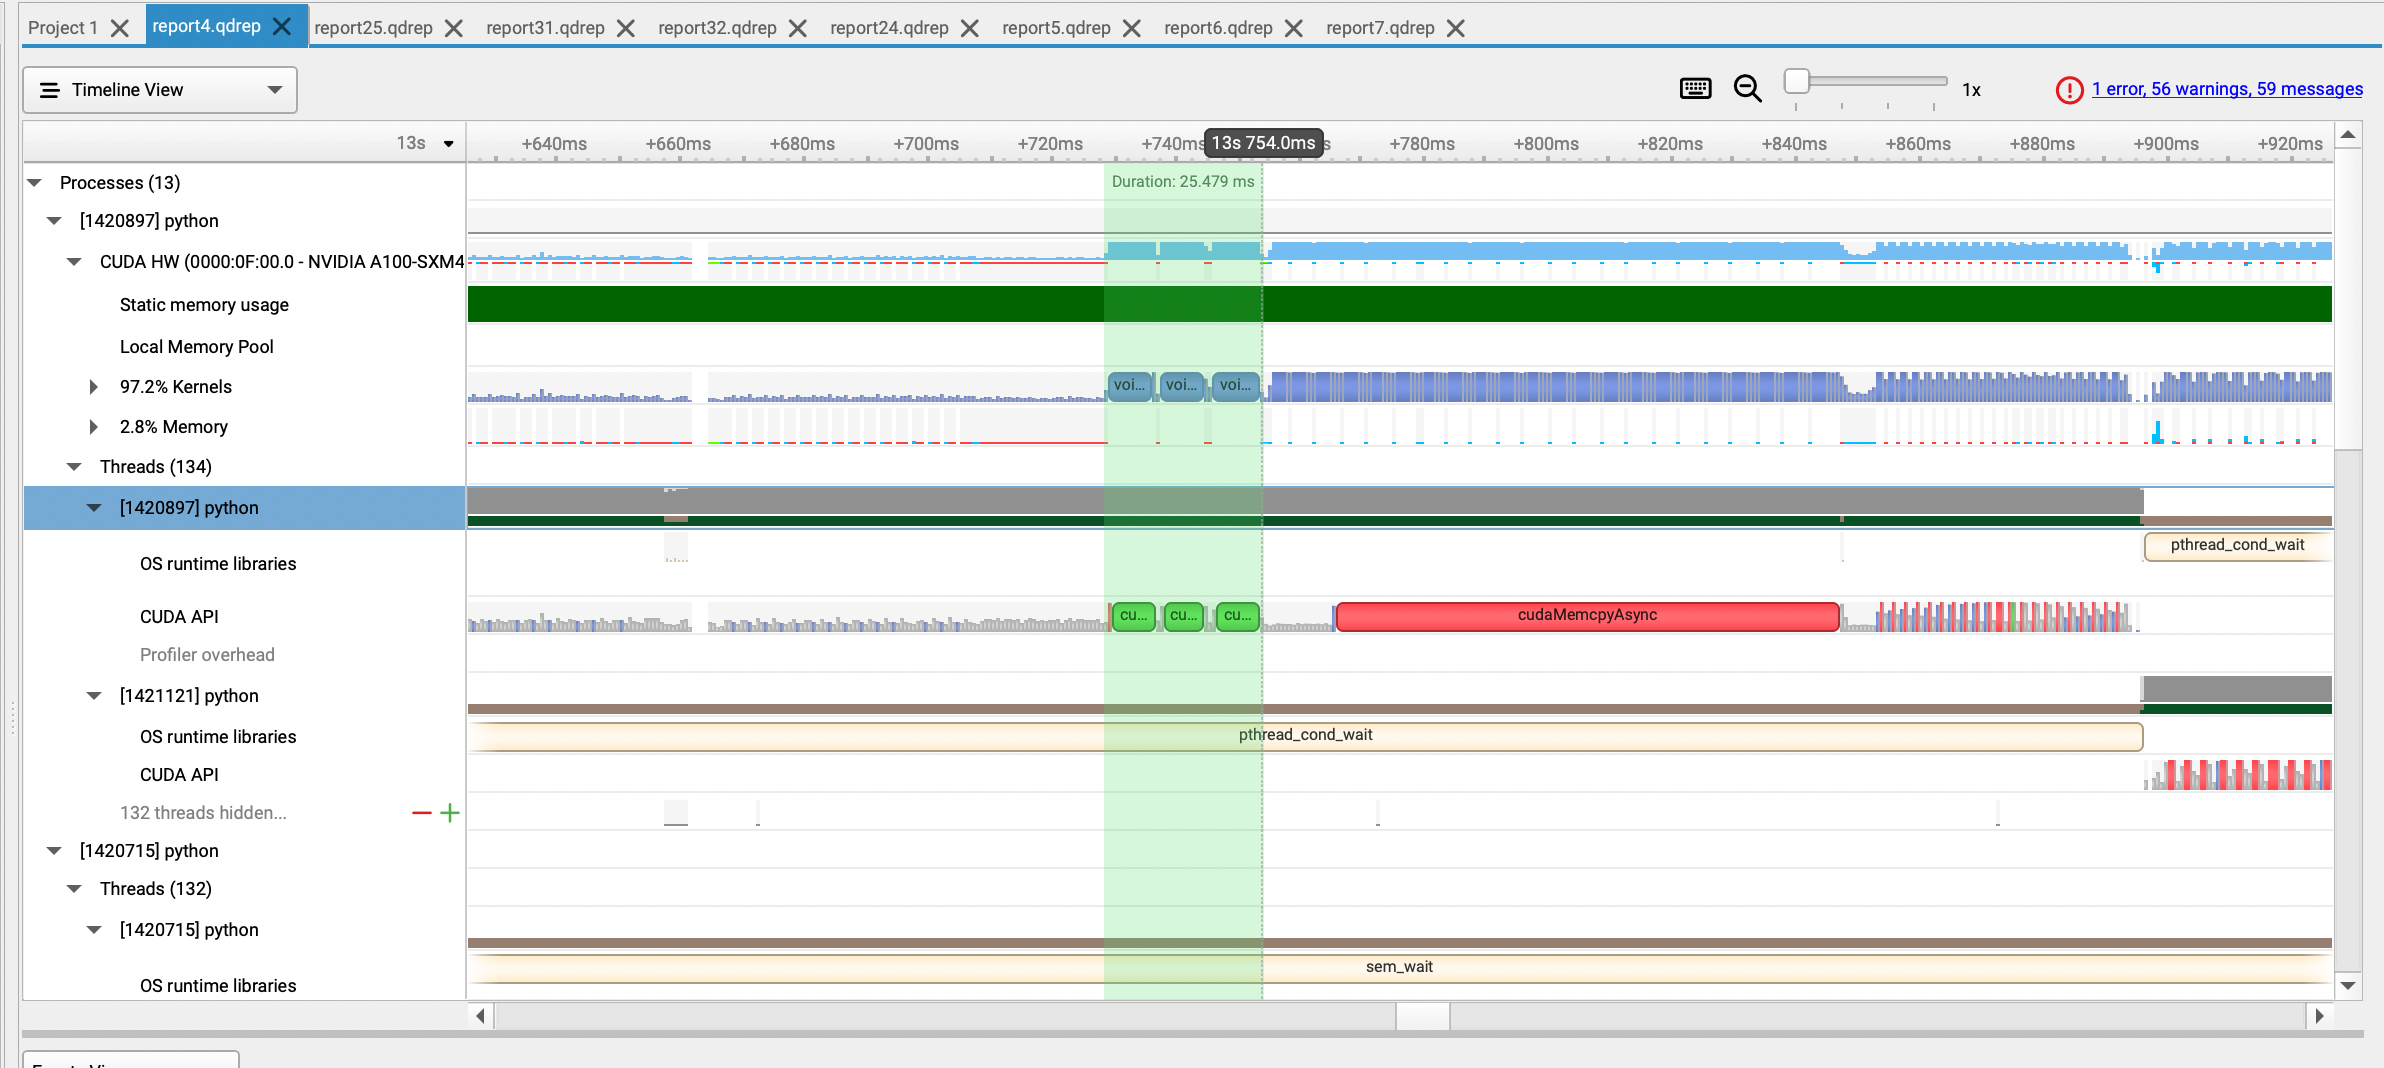 Project 1 report4.qdrep report25.qdrep report31.qdrep report32.qdrep report24.qdrep report5.qdrep report6.qdrep report7.qdrep
Timeline View 1x 1 error, 56 warnings, 59 messages
13s +640ms +660ms +680ms +700ms +720ms +740ms 13s 754.0ms +780ms +800ms +820ms +840ms +860ms +880ms +900ms +920ms
Processes (13) Duration: 25.479 ms
[1420897] python
CUDA HW (0000:0F:00.0 - NVIDIA A100-SXM4
Static memory usage
Local Memory Pool
97.2% Kernels voi... voi... voi...
2.8% Memory
Threads (134)
[1420897] python
OS runtime libraries pthread_cond_wait
CUDA API cu... cu... cu... cudaMemcpyAsync
Profiler overhead
[1421121] python
OS runtime libraries pthread_cond_wait
CUDA API
132 threads hidden...
[1420715] python
Threads (132)
[1420715] python
OS runtime libraries sem_wait